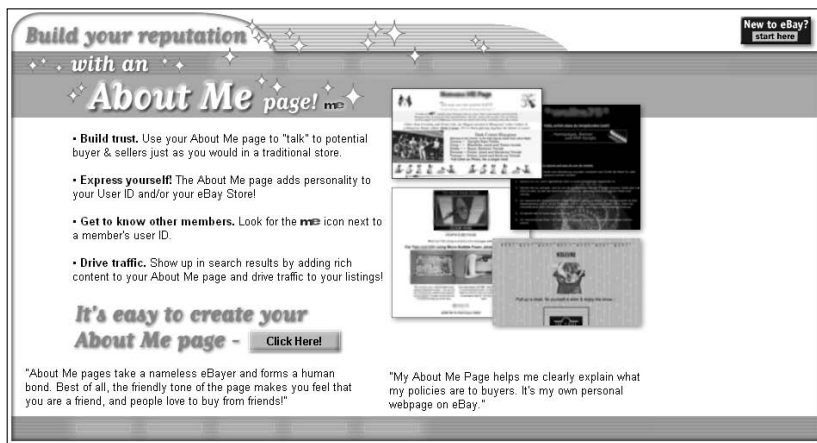 Build your reputation
New to eBay?
start here
with an
About Me page! me
• Build trust. Use your About Me page to "talk" to potential
buyer & sellers just as you would in a traditional store.
• Express yourself! The About Me page adds personality to
your User ID and/or your eBay Store!
• Get to know other members. Look for the me icon next to
a member's user ID.
• Drive traffic. Show up in search results by adding rich
content to your About Me page and drive traffic to your listings!
It's easy to create your
About Me page - Click Here!
"About Me pages take a nameless eBayer and forms a human
bond. Best of all, the friendly tone of the page makes you feel that
you are a friend, and people love to buy from friends!"
"My About Me Page helps me clearly explain what
my policies are to buyers. It's my own personal
webpage on eBay."
WELCOME